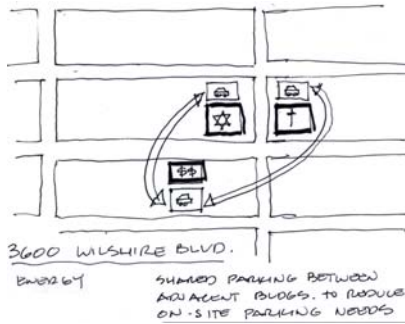 $$
3600 WILSHIRE BLVD.
ENERGY
SHARED PARKING BETWEEN
ADJACENT BLDGS. TO REDUCE
ON-SITE PARKING NEEDS